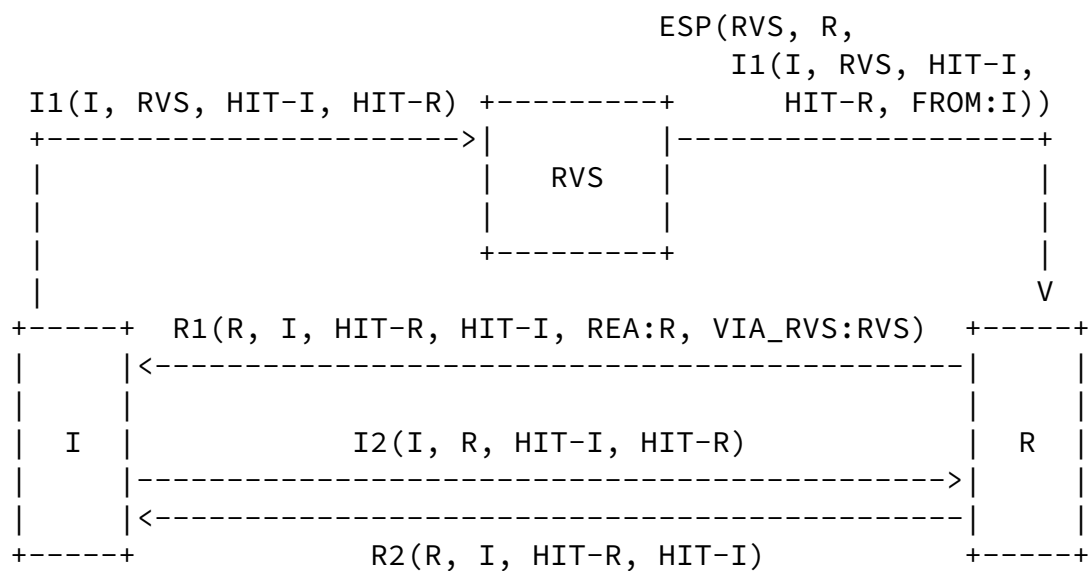 ESP(RVS, R,
I1(I, RVS, HIT-I,
I1(I, RVS, HIT-I, HIT-R)
HIT-R, FROM:I))
RVS
V
R1(R, I, HIT-R, HIT-I, REA:R, VIA_RVS:RVS)
I
I2(I, R, HIT-I, HIT-R)
R
R2(R, I, HIT-R, HIT-I)